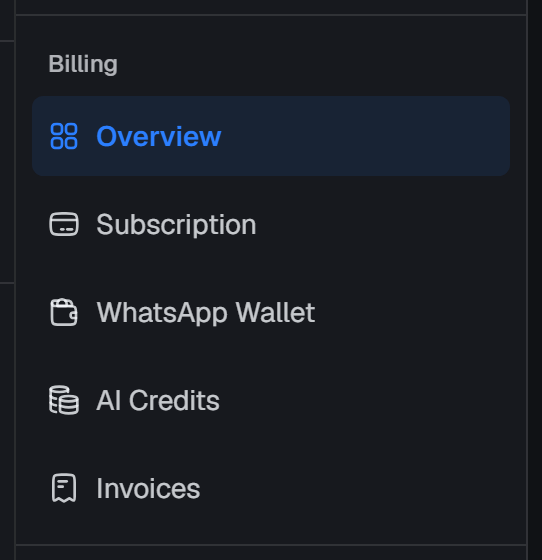 Billing
Overview
Subscription
WhatsApp Wallet
AI Credits
Invoices